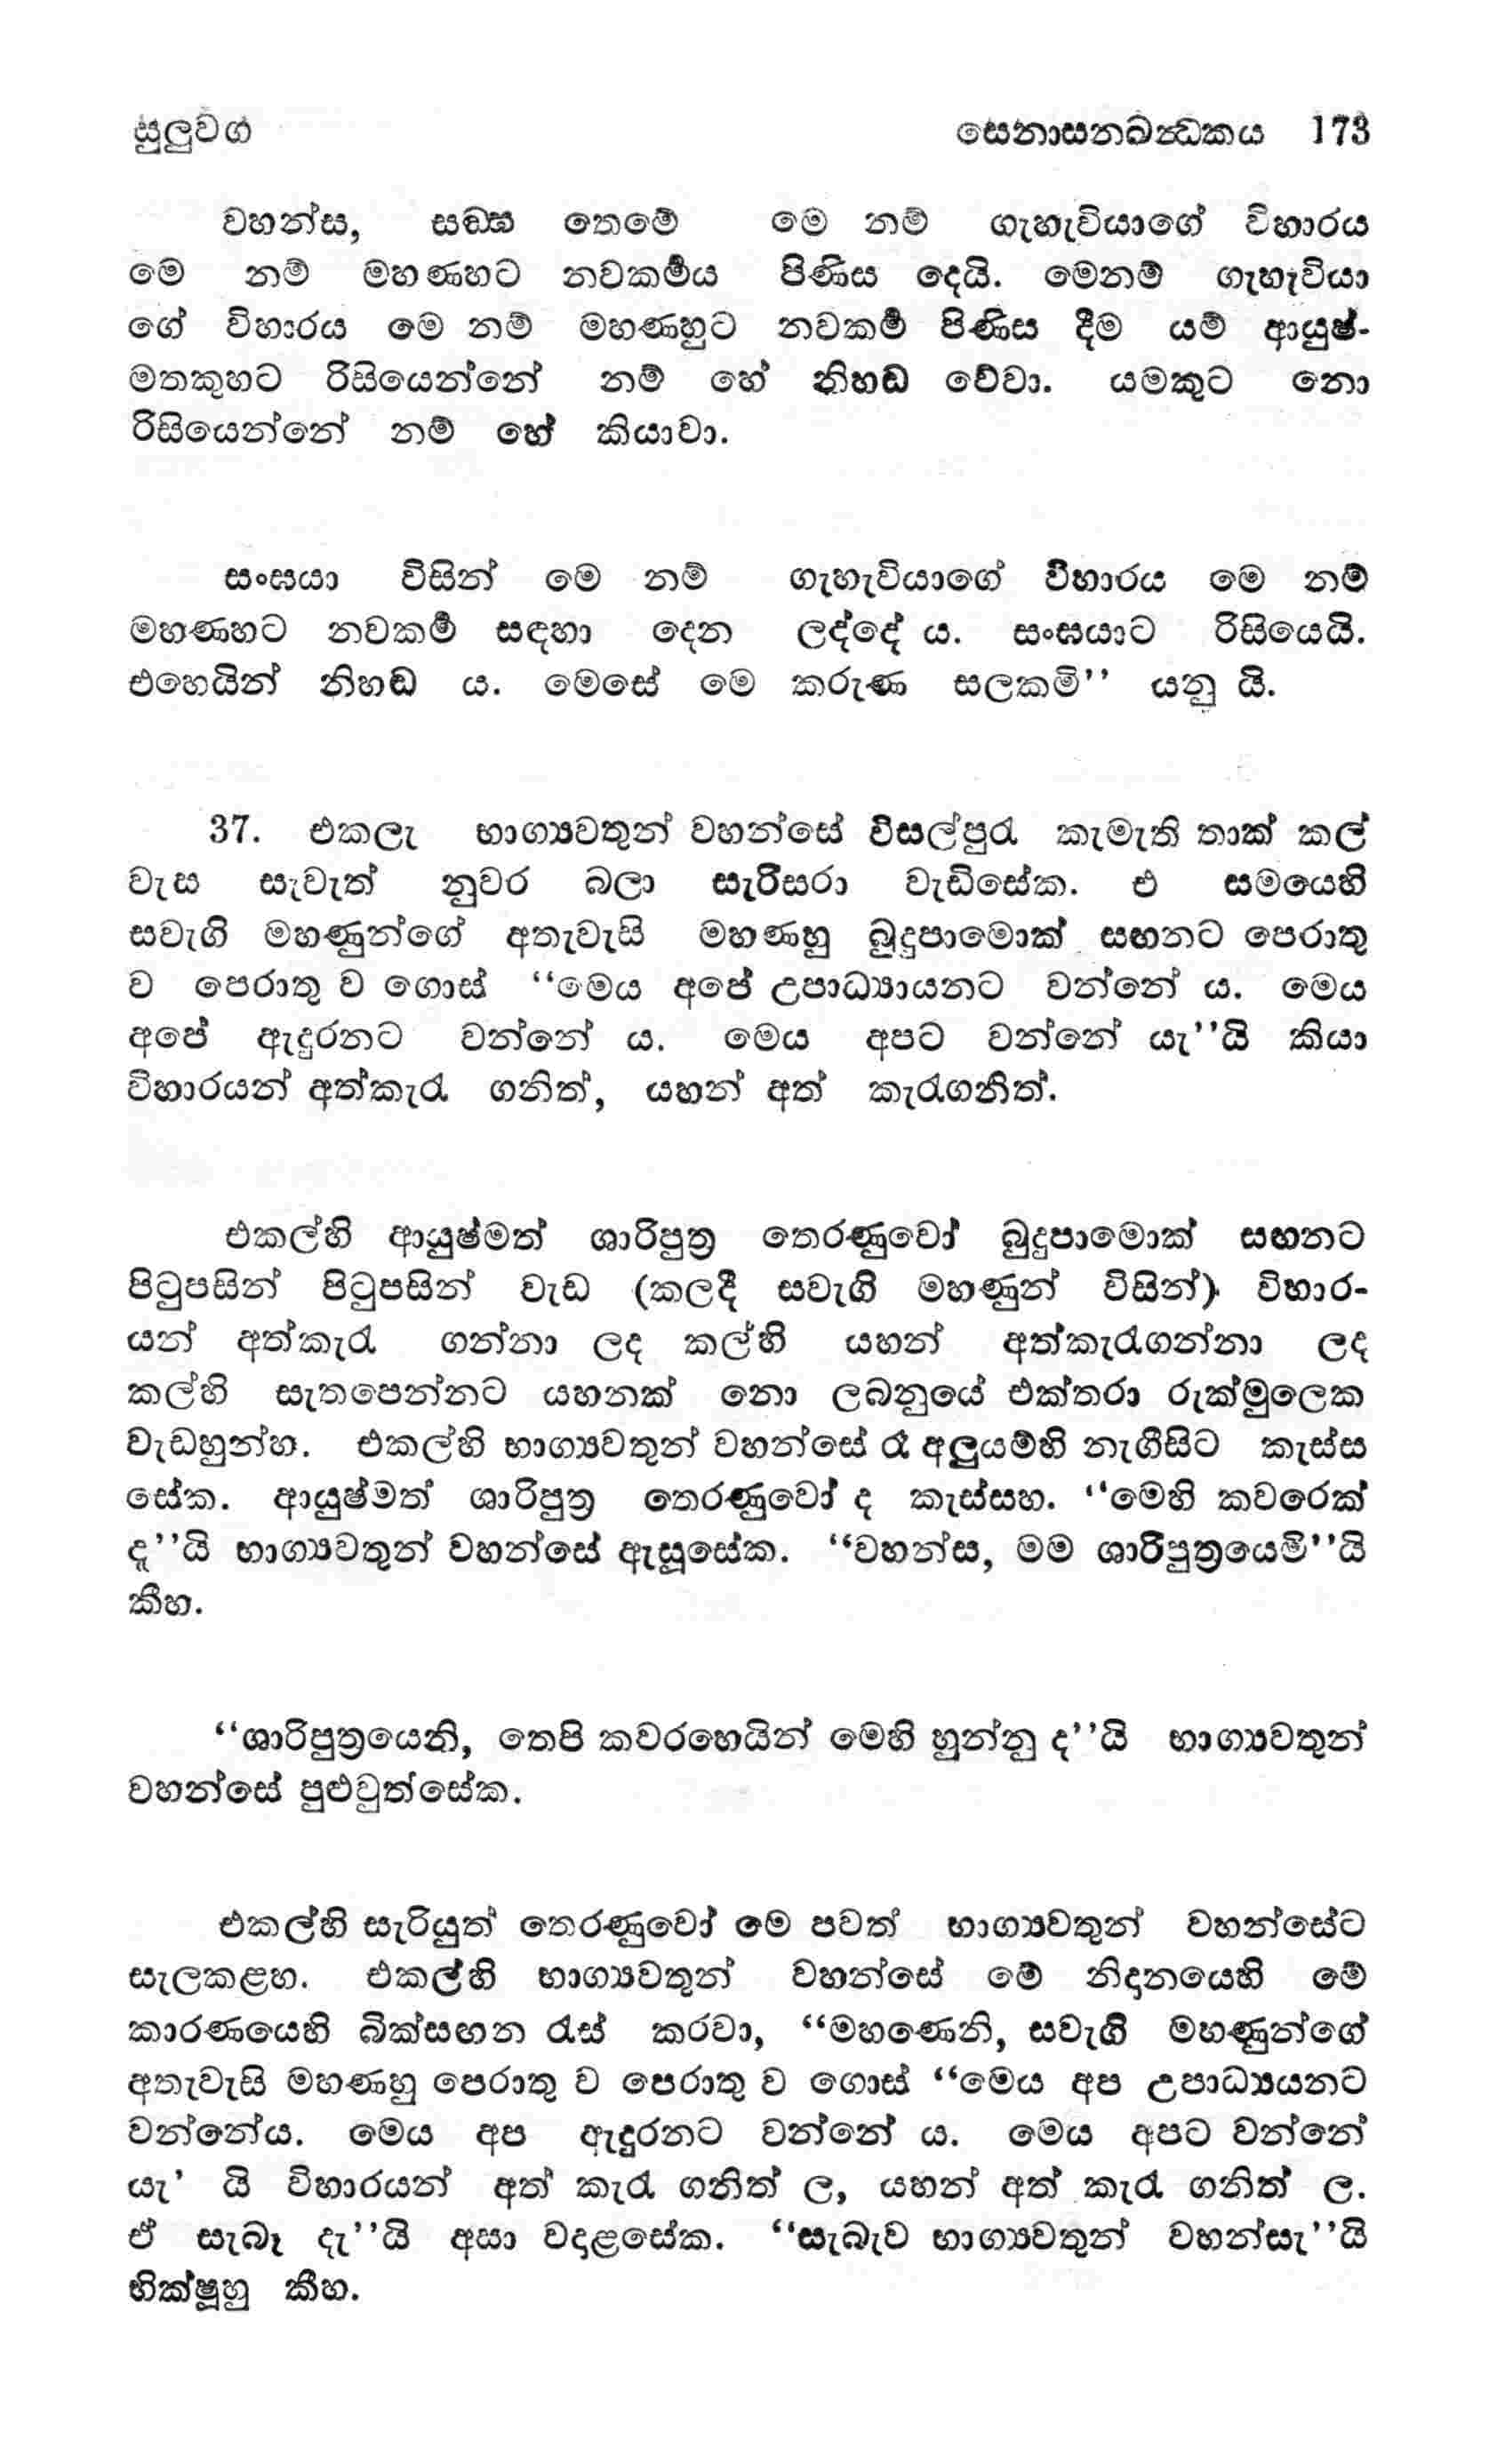 සුලුවග සෙනාසනඛන්ධකය 173
වහන්ස, සඞ්ඝ තෙමේ මෙ නම් ගැහැවියාගේ විහාරය
මෙ නම් මහණහට නවකර්‍මය පිණිස දෙයි. මෙනම් ගැහැවියා
ගේ විහාරය මෙ නම් මහණහුට නවකර්‍ම පිණිස දීම යම් ආයුෂ්-
මතකුහට රිසියෙන්නේ නම් හේ නිහඬ වේවා. යමකුට නො
රිසියෙන්නේ නම් හේ කියාවා.
සංඝයා විසින් මෙ නම් ගැහැවියාගේ විහාරය මෙ නම්
මහණහට නවකර්‍ම සඳහා දෙන ලද්දේ ය. සංඝයාට රිසියෙයි.
එහෙයින් නිහඬ ය. මෙසේ මෙ කරුණ සලකමි’’ යනු යි.
37. එකලැ භාග්‍යවතුන් වහන්සේ විසල්පුරැ කැමැති තාක් කල්
වැස සැවැත් නුවර බලා සැරිසරා වැඩිසේක. එ සමයෙහි
සවැගි මහණුන්ගේ අතැවැසි මහණහු බුදුපාමොක් සඟනට පෙරාතු
ව පෙරාතු ව ගොස් “මෙය අපේ උපාධ්‍යායනට වන්නේ ය. මෙය
අපේ ඇදුරනට වන්නේ ය. මෙය අපට වන්නේ යැ’’යි කියා
විහාරයන් අත්කැරැ ගනිත්, යහන් අත් කැරැගනිත්.
එකල්හි ආයුෂ්මත් ශාරිපුත්‍ර තෙරණුවෝ බුදුපාමොක් සඟනට
පිටුපසින් පිටුපසින් වැඩ (කලදී සවැගි මහණුන් විසින්) විහාර-
යන් අත්කැරැ ගන්නා ලද කල්හි යහන් අත්කැරැගන්නා ලද
කල්හි සැතපෙන්නට යහනක් නො ලබනුයේ එක්තරා රුක්මුලෙක
වැඩහුන්හ. එකල්හි භාග්‍යවතුන් වහන්සේ රෑ අලුයම්හි නැගීසිට කැස්ස
සේක. ආයුෂ්මත් ශාරිපුත්‍ර තෙරණුවෝ ද කැස්සහ. “මෙහි කවරෙක්
දැ’’යි භාග්‍යවතුන් වහන්සේ ඇසූසේක. “වහන්ස, මම ශාරිපුත්‍රයෙමි’’යි
කීහ.
“ශාරිපුත්‍රයෙනි, තෙපි කවරහෙයින් මෙහි හුන්නු ද’’යි භාග්‍යවතුන්
වහන්සේ පුළුවුත්සේක.
එකල්හි සැරියුත් තෙරණුවෝ මෙ පවත් භාග්‍යවතුන් වහන්සේට
සැලකළහ. එකල්හි භාග්‍යවතුන් වහන්සේ මේ නිදානයෙහි මේ
කාරණයෙහි බික්සඟන රැස් කරවා, “මහණෙනි, සවැගි මහණුන්ගේ
අතැවැසි මහණහු පෙරාතු ව පෙරාතු ව ගොස් “මෙය අප උපාධ්‍යයනට
වන්නේය. මෙය අප ඇදුරනට වන්නේ ය. මෙය අපට වන්නේ
යැ’ යි විහාරයන් අත් කැරැ ගනිත් ල, යහන් අත් කැරැ ගනිත් ල.
ඒ සැබෑ දැ’’යි අසා වදළසේක. “සැබැව භාග්‍යවතුන් වහන්සැ’’යි
භික්ෂූහු කීහ.